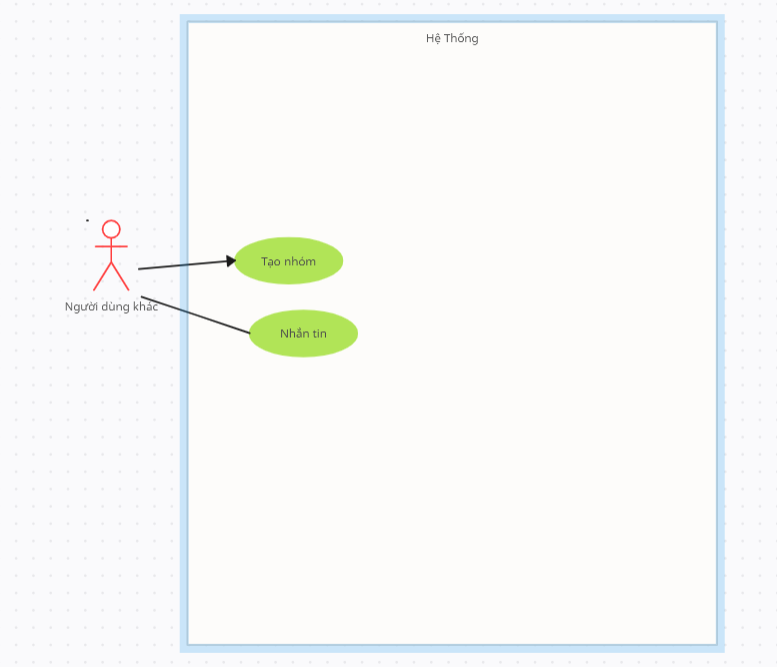 Hệ Thống
Tạo nhóm
Người dùng khác
Nhắn tin